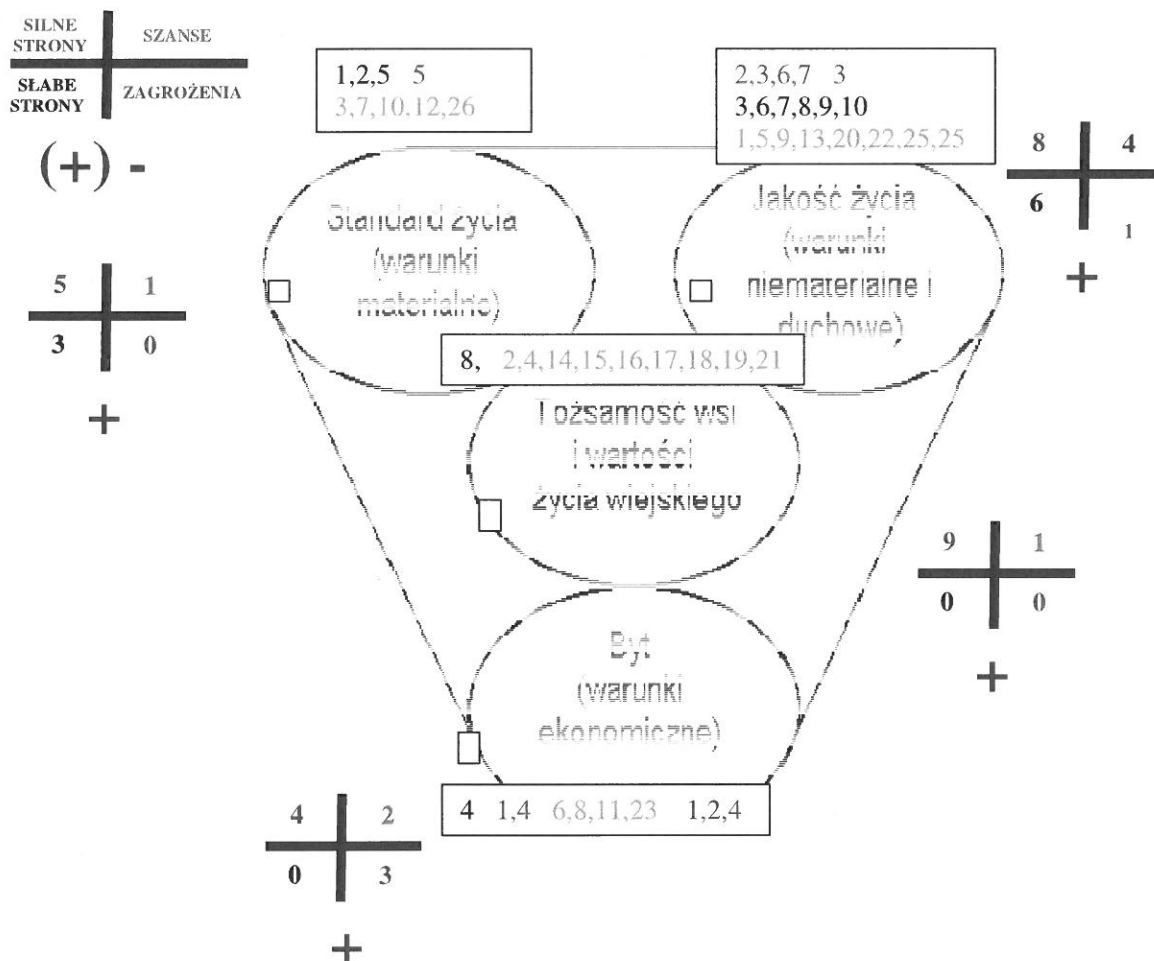 SILNE STRONY
SZANSE
SŁABE STRONY
ZAGROŻENIA
(+) -
1,2,5 5
3,7,10,12,26
2,3,6,7 3
3,6,7,8,9,10
1,5,9,13,20,22,25,25
8 4
6 1
+
Standard życia
(warunki
materialne)
Jakość życia
(warunki
niematerialne i
duchowe)
5 1
3 0
+
8, 2,4,14,15,16,17,18,19,21
Tożsamość wsi
i wartości
życia wiejskiego
9 1
0 0
+
Byt
(warunki
ekonomiczne)
4 1,4 6,8,11,23 1,2,4
4 2
0 3
+